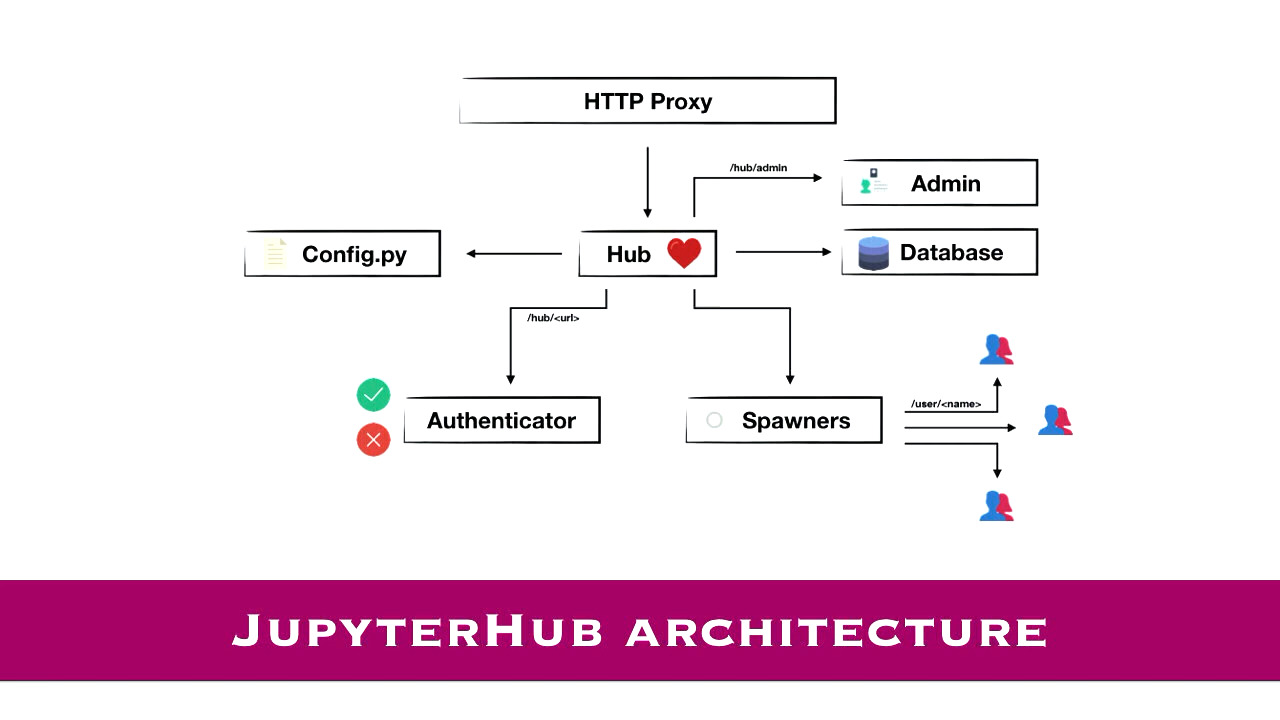 HTTP Proxy
/hub/admin
Admin
Config.py
Hub
Database
/hub/<url>
Authenticator
Spawners
/user/<name>
JupyterHub architecture